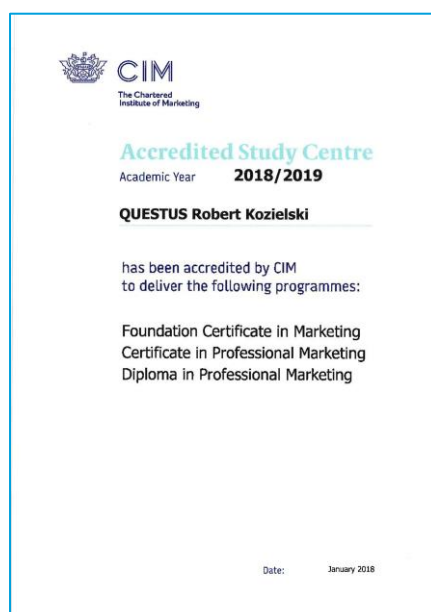 CIM
The Chartered
Institute of Marketing
Accredited Study Centre
Academic Year 2018/2019
QUESTUS Robert Kozielski
has been accredited by CIM
to deliver the following programmes:
Foundation Certificate in Marketing
Certificate in Professional Marketing
Diploma in Professional Marketing
Date: January 2018